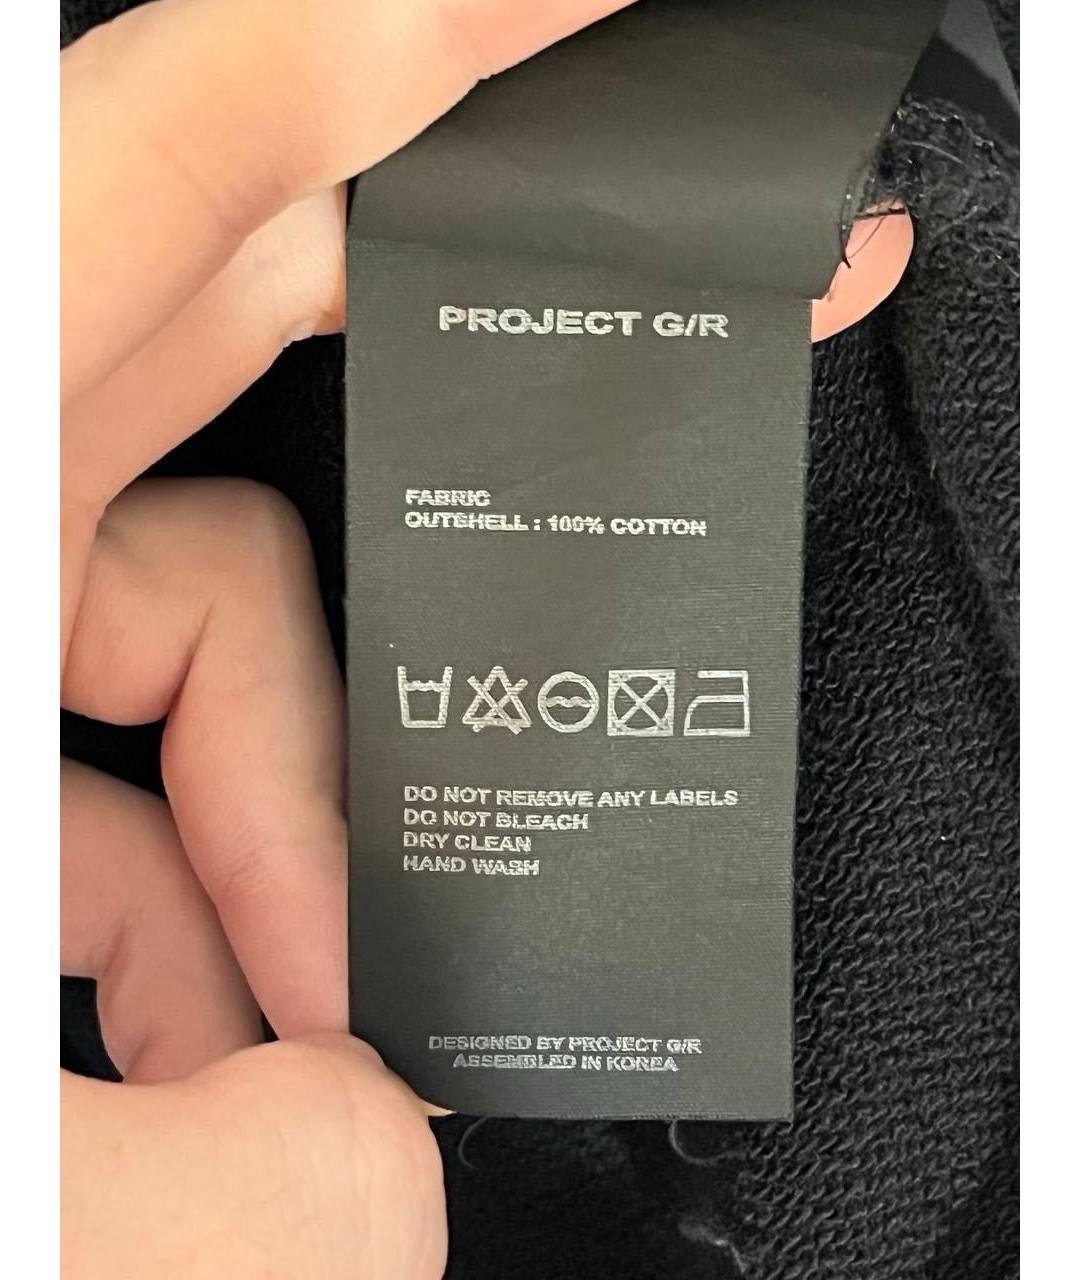 PROJECT G/R
FABRIC
OUTSHELL : 100% COTTON
DO NOT REMOVE ANY LABELS
DO NOT BLEACH
DRY CLEAN
HAND WASH
DESIGNED BY PROJECT G/R
ASSEMBLED IN KOREA